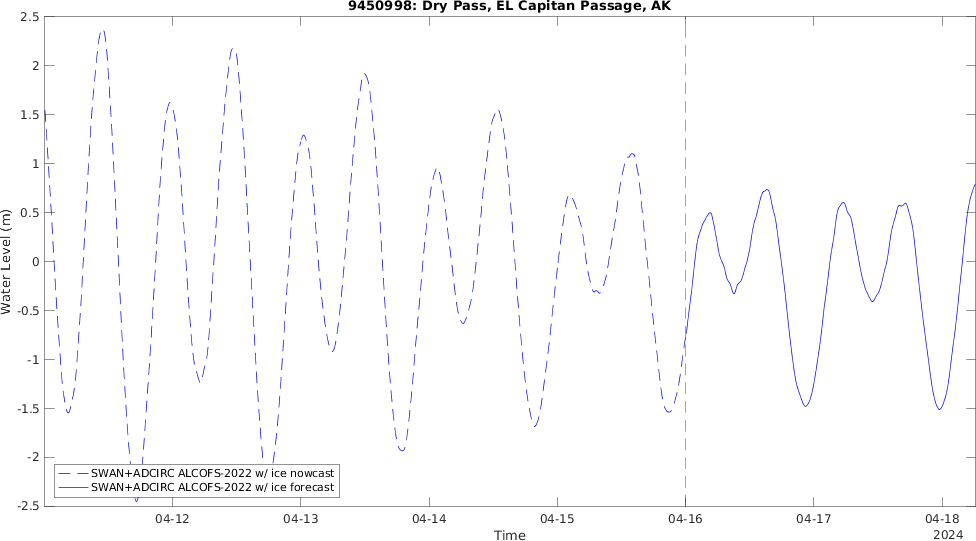 9450998: Dry Pass, EL Capitan Passage, AK
2.5
2
1.5
1
0.5
0
-0.5
-1
-1.5
-2
-2.5
Water Level (m)
SWAN+ADCIRC ALCOFS-2022 w/ ice nowcast
SWAN+ADCIRC ALCOFS-2022 w/ ice forecast
04-12 04-13 04-14 04-15 04-16 04-17 04-18
Time 2024